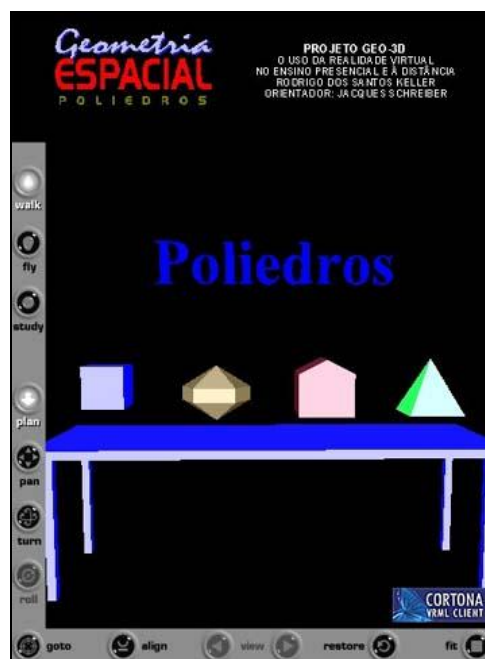 Geometria
ESPACIAL
POLIEDROS
PROJETO GEO-3D
O USO DA REALIDADE VIRTUAL
NO ENSINO PRESENCIAL E À DISTÂNCIA
RODRIGO DOS SANTOS KELLER
ORIENTADOR: JACQUES SCHREIBER
walk
fly
study
plan
pan
turn
roll
Poliedros
CORTONA
VRML CLIENT
goto
align
view
restore
fit